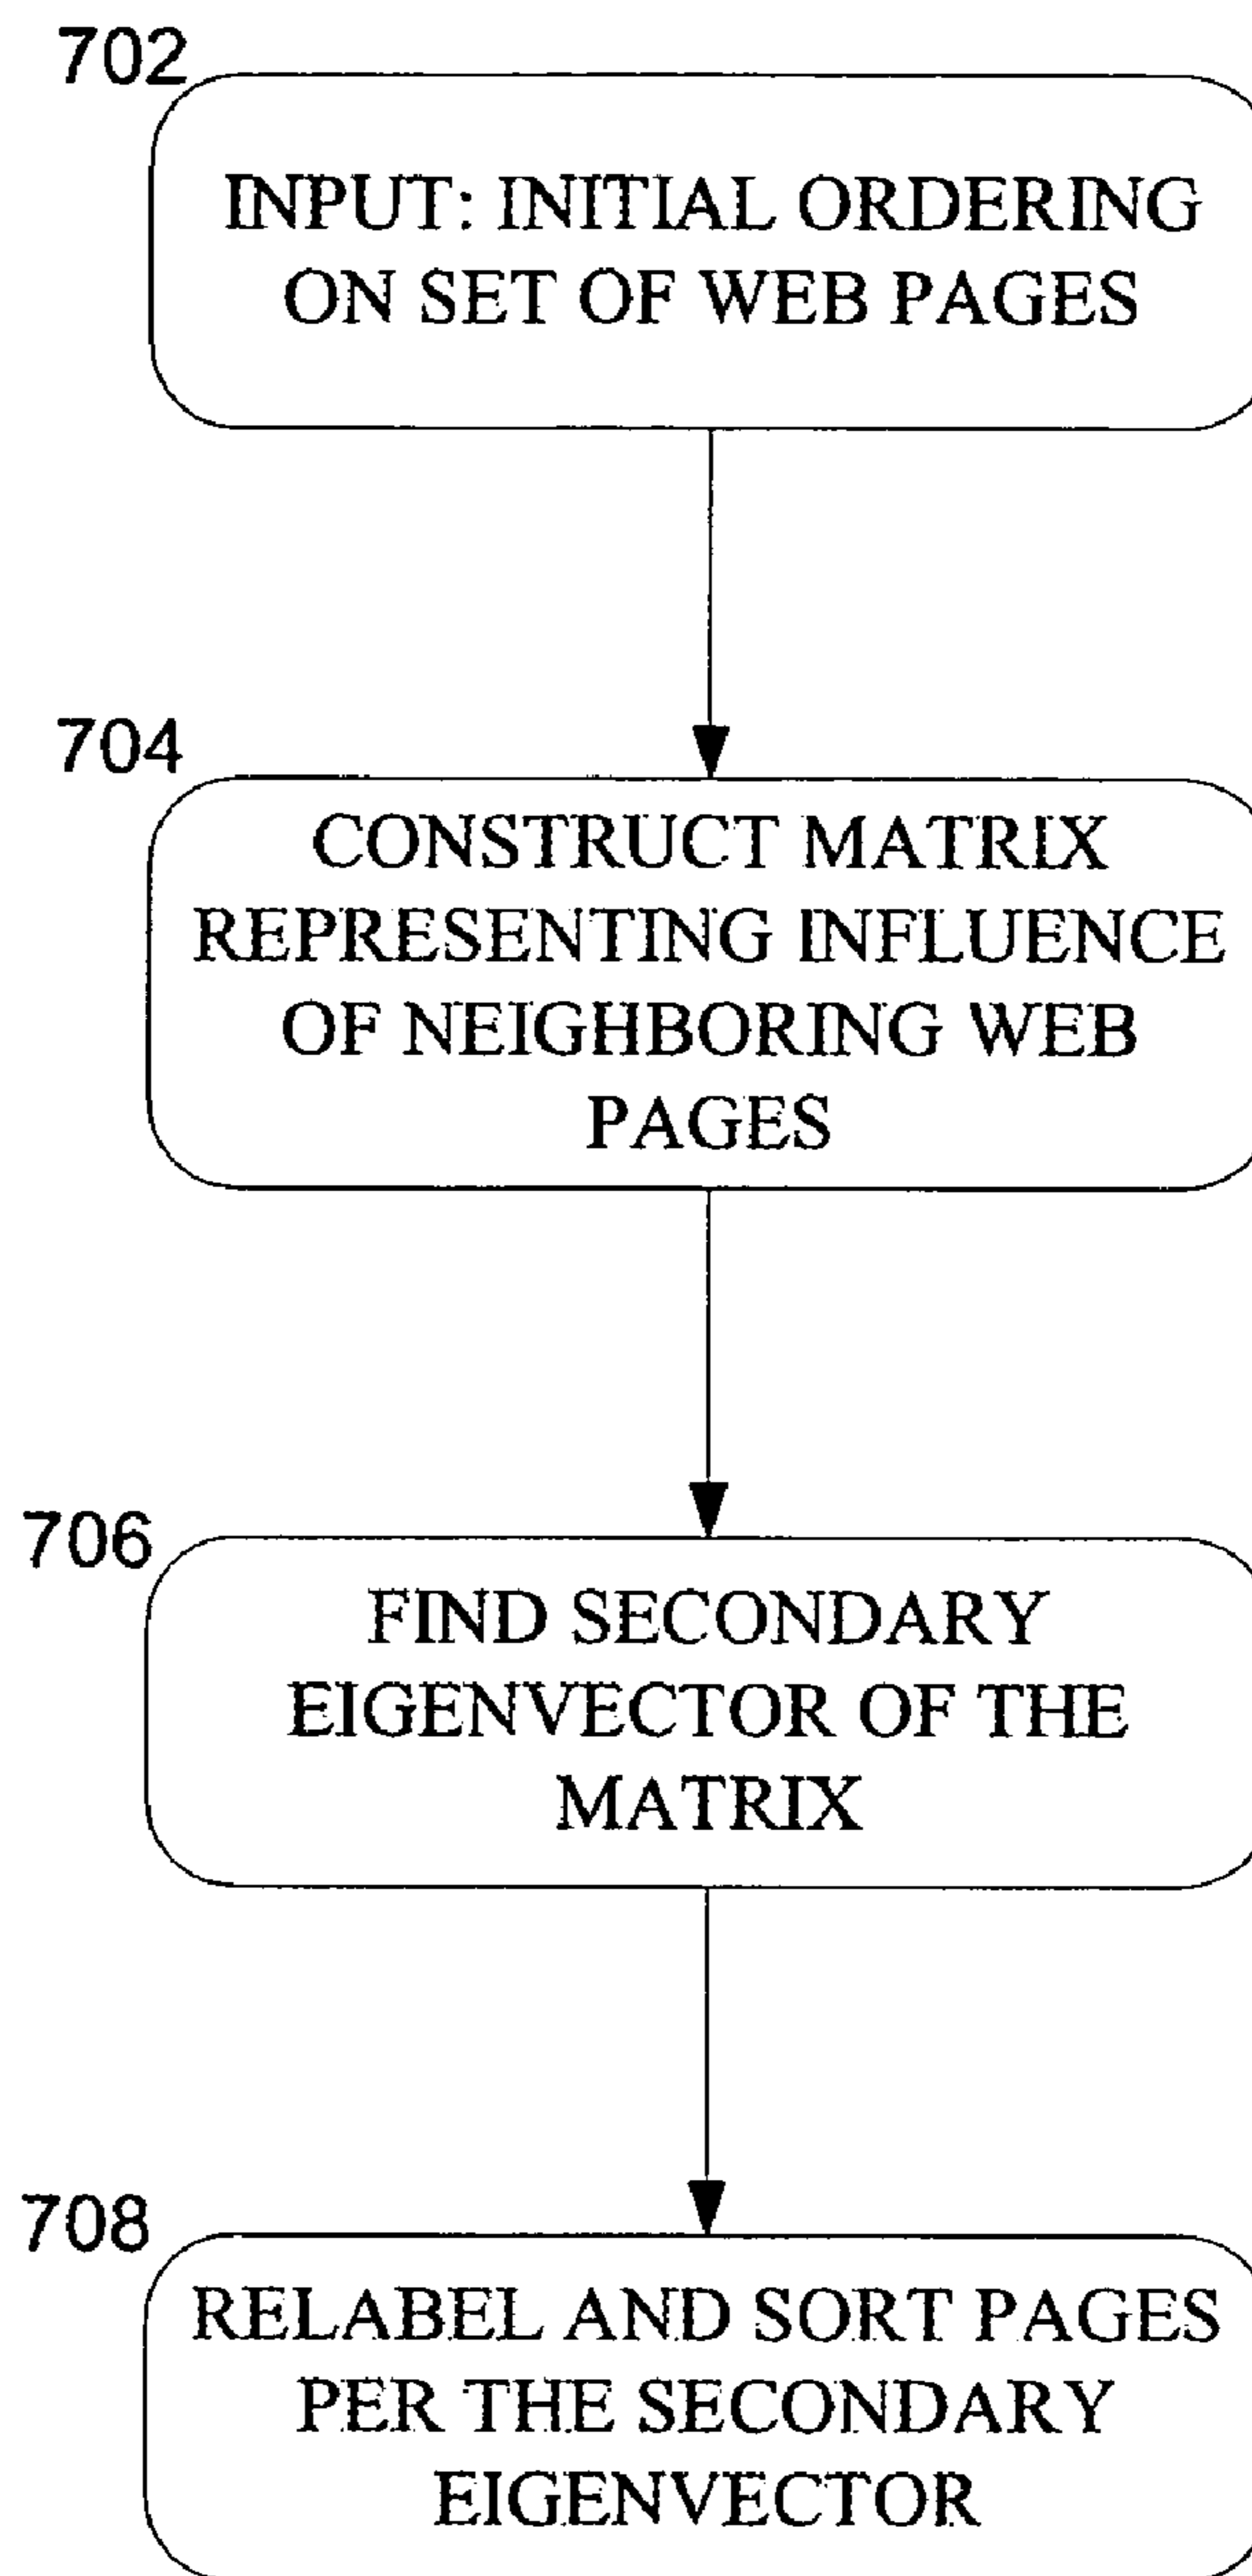 702
INPUT: INITIAL ORDERING
ON SET OF WEB PAGES
704
CONSTRUCT MATRIX
REPRESENTING INFLUENCE
OF NEIGHBORING WEB
PAGES
706
FIND SECONDARY
EIGENVECTOR OF THE
MATRIX
708
RELABEL AND SORT PAGES
PER THE SECONDARY
EIGENVECTOR